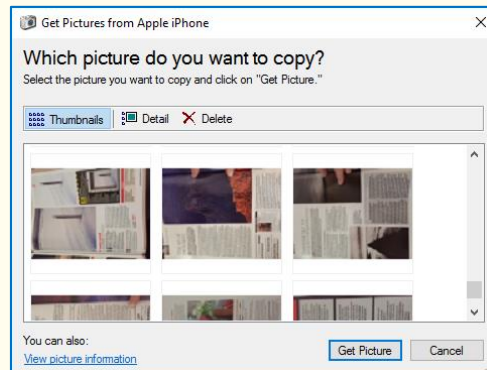 Get Pictures from Apple iPhone
Which picture do you want to copy?
Select the picture you want to copy and click on "Get Picture."
Thumbnails Detail Delete
You can also:
View picture information
Get Picture Cancel